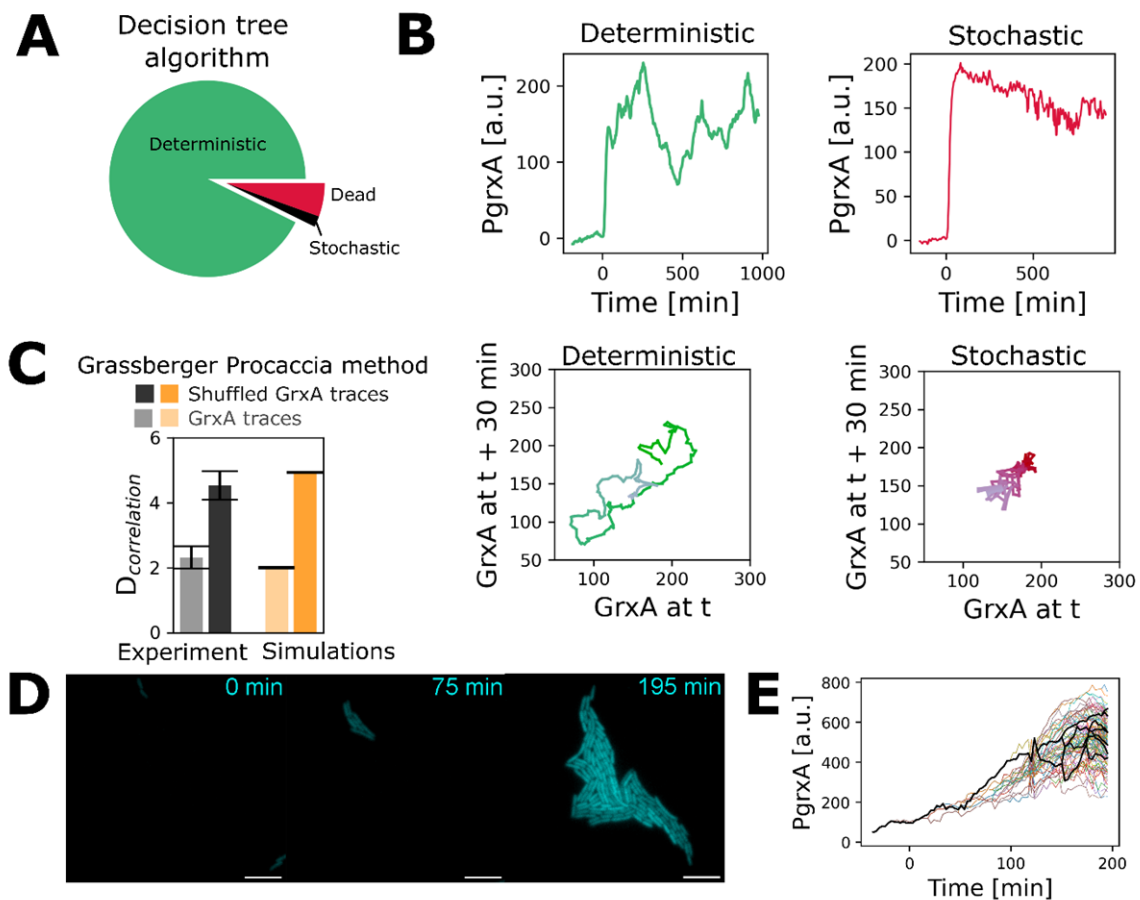 A
Decision tree
algorithm
Deterministic
Dead
Stochastic
B
Deterministic
PgrxA [a.u.]
200
100
0
0
500
1000
Time [min]
Stochastic
PgrxA [a.u.]
200
150
100
50
0
0
500
Time [min]
C
Grassberger Procaccia method
Shuffled GrxA traces
GrxA traces
Dcorrelation
6
4
2
0
Experiment
Simulations
Deterministic
GrxA at t + 30 min
300
250
200
150
100
50
100
200
300
GrxA at t
Stochastic
GrxA at t + 30 min
300
250
200
150
100
50
100
200
300
GrxA at t
D
0 min
75 min
195 min
E
PgrxA [a.u.]
800
600
400
200
0
0
100
200
Time [min]